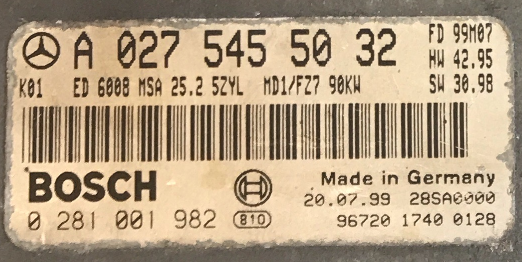 A 027 545 50 32 FD 99M07
HW 42.95
K01 ED 6008 MSA 25.2 5ZYL MD1/FZ7 90KW SW 30.98
BOSCH Made in Germany
20.07.99 28SA0000
0 281 001 982 810 96720 1740 0128